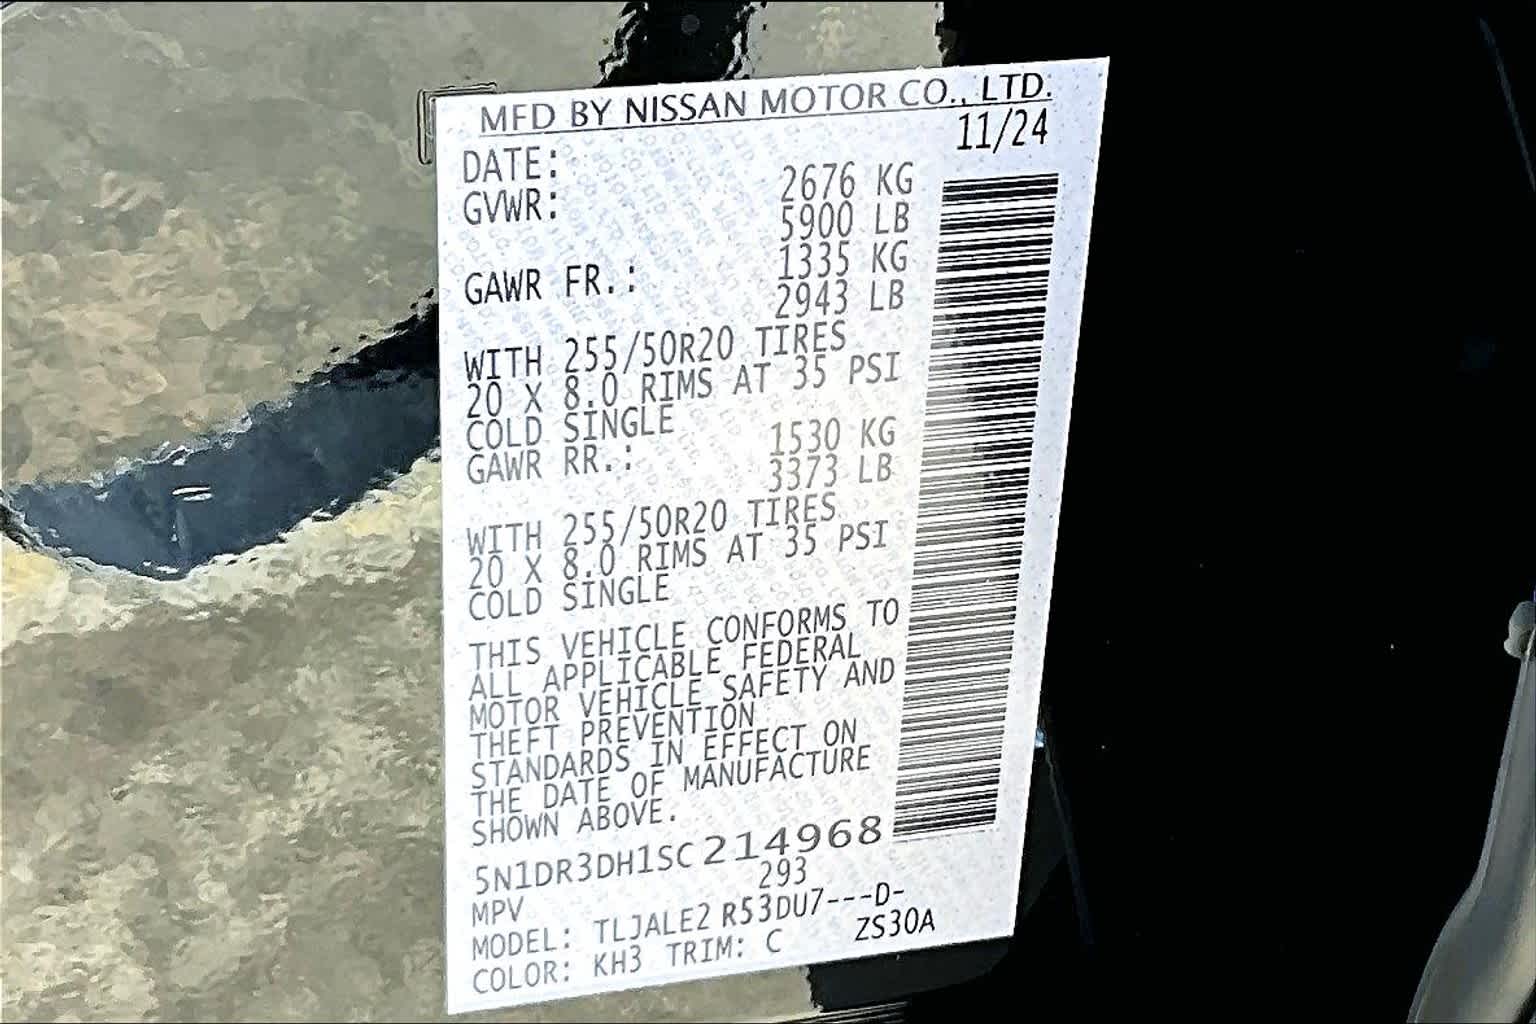 MFD BY NISSAN MOTOR CO., LTD.
DATE: 11/24
GVWR: 2676 KG
5900 LB
GAWR FR.: 1335 KG
2943 LB
WITH 255/50R20 TIRES
20 X 8.0 RIMS AT 35 PSI
COLD SINGLE
GAWR RR.: 1530 KG
3373 LB
WITH 255/50R20 TIRES
20 X 8.0 RIMS AT 35 PSI
COLD SINGLE
THIS VEHICLE CONFORMS TO
ALL APPLICABLE FEDERAL
MOTOR VEHICLE SAFETY AND
THEFT PREVENTION
STANDARDS IN EFFECT ON
THE DATE OF MANUFACTURE
SHOWN ABOVE.
5N1DR3DH1SC214968
MPV 293
MODEL: TLJALE2 R53DU7---D-
COLOR: KH3 TRIM: C ZS30A